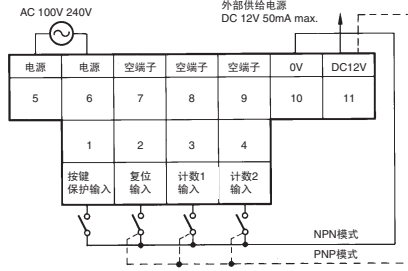 AC 100V 240V
外部供给电源
DC 12V 50mA max.
电源 电源 空端子 空端子 空端子 0V DC12V
5 6 7 8 9 10 11
1 2 3 4
按键 复位 计数1 计数2
保护输入 输入 输入 输入
NPN模式
PNP模式